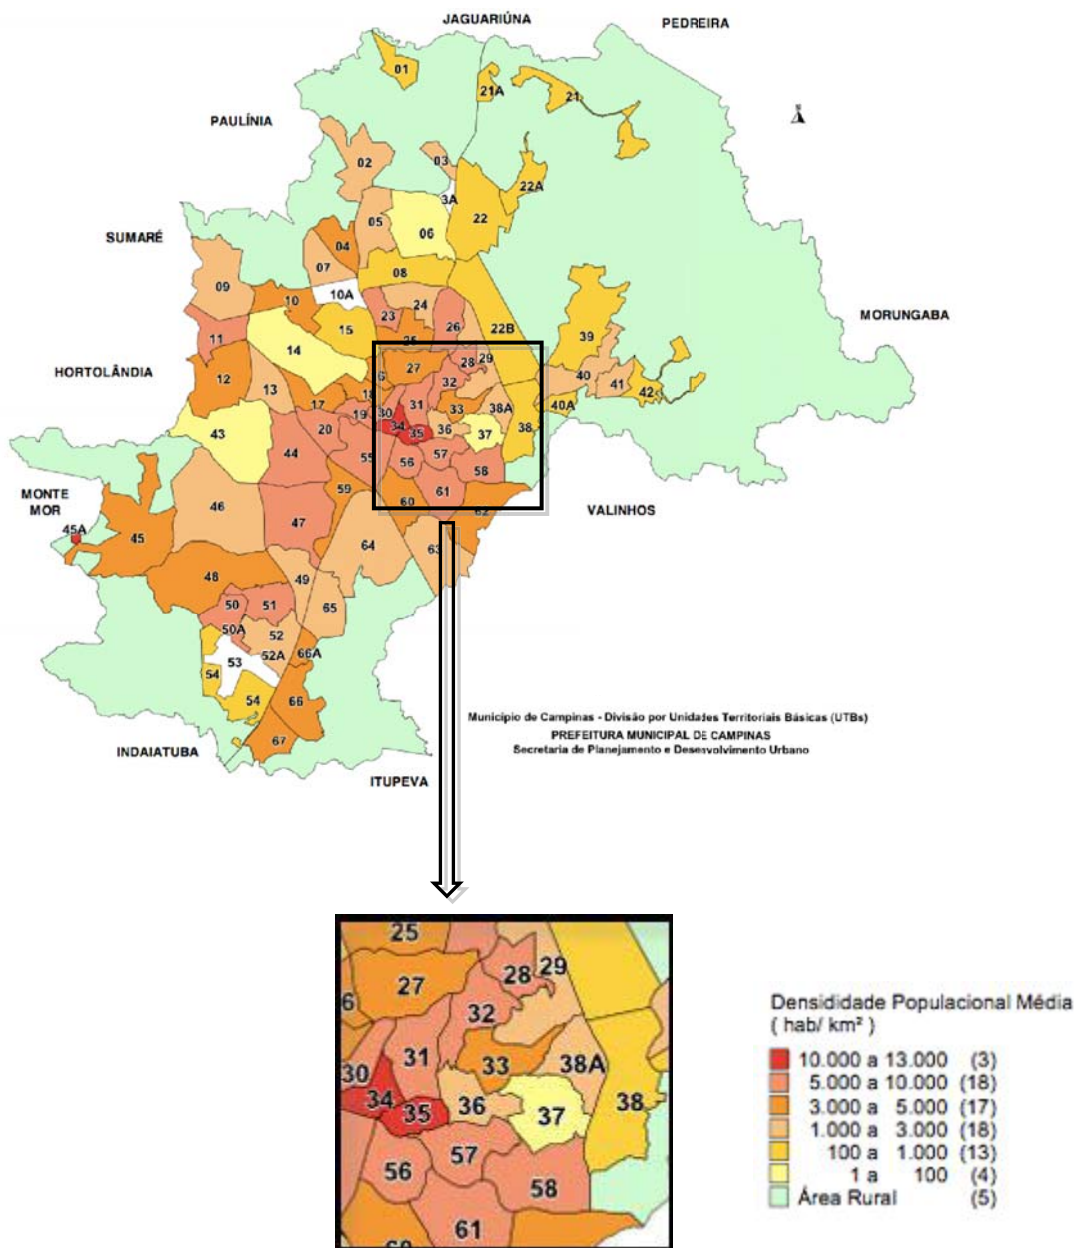 JAGUARIÚNA
PEDREIRA
01
21A
21
PAULÍNIA
02
03
22A
3A
SUMARÉ
05
22
06
04
07
08
09
10A
10
24
MORUNGABA
23
26
22B
15
11
25
39
14
HORTOLÂNDIA
28
29
27
12
13
6
32
40
41
18
42
17
31
33
38A
40A
19
30
20
34
36
38
43
35
37
44
55
56
57
58
59
61
MONTE
MOR
46
60
VALINHOS
62
47
45A
45
64
63
48
49
50
51
65
50A
52
53
52A
66A
54
54
66
67
INDAIATUBA
ITUPEVA
Município de Campinas - Divisão por Unidades Territoriais Básicas (UTBs)
PREFEITURA MUNICIPAL DE CAMPINAS
Secretaria de Planejamento e Desenvolvimento Urbano
25
28
29
27
6
32
31
33
38A
30
34
35
36
37
38
57
56
58
61
60
Densididade Populacional Média
( hab/ km² )
10.000 a 13.000 (3)
5.000 a 10.000 (18)
3.000 a 5.000 (17)
1.000 a 3.000 (18)
100 a 1.000 (13)
1 a 100 (4)
Área Rural (5)